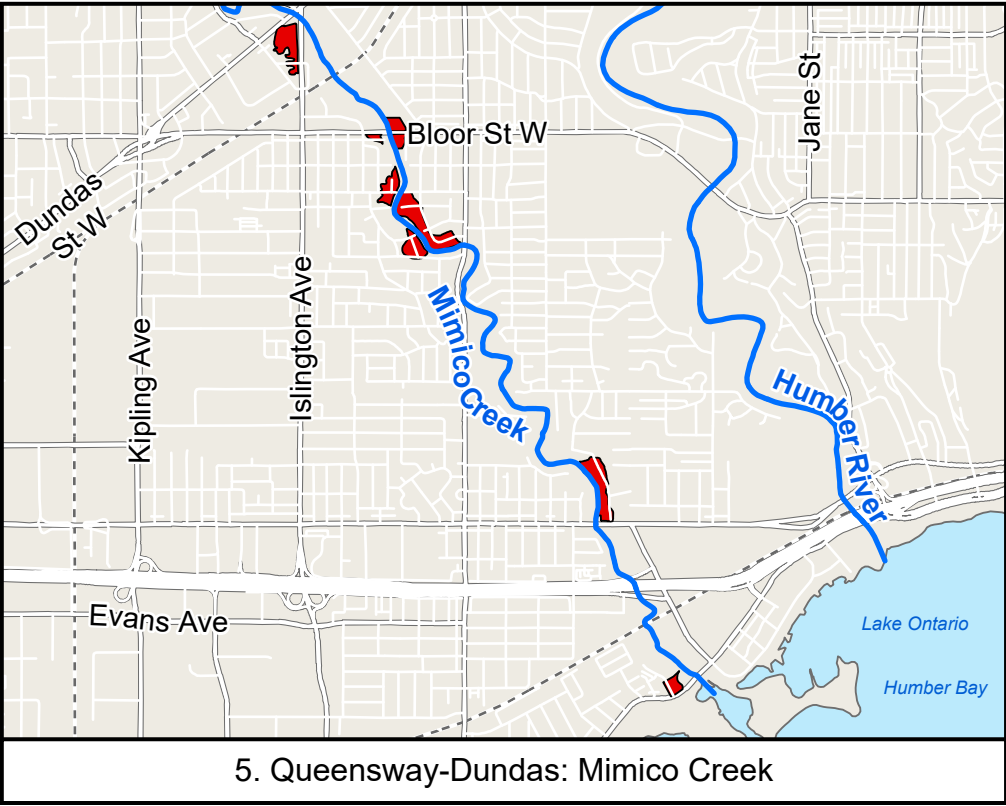 Jane St
Bloor St W
Dundas
St W
Islington Ave
Mimico Creek
Kipling Ave
Humber River
Evans Ave
Lake Ontario
Humber Bay
5. Queensway-Dundas: Mimico Creek